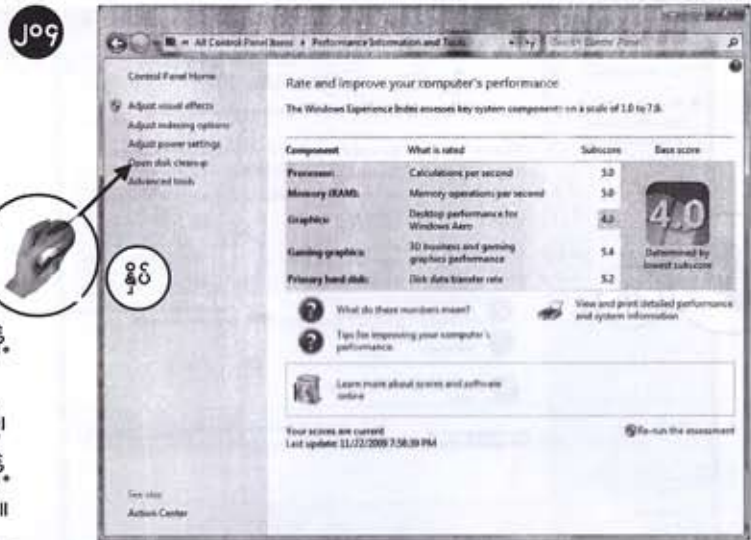 ၂၀၄
All Control Panel Items
Performance Information and Tools
Control Panel Home
Adjust visual effects
Adjust indexing options
Adjust power settings
Open disk cleanup
Advanced tools
Rate and improve your computer's performance
The Windows Experience Index assesses key system components on a scale of 1.0 to 7.9.
Component What is rated Subscore Base score
Processor: Calculations per second 5.0
Memory (RAM): Memory operations per second 5.0
Graphics: Desktop performance for Windows Aero
Gaming graphics: 3D business and gaming graphics performance 5.4
Primary hard disk: Disk data transfer rate 5.2
4.0
Determined by
lowest subscore
နှိပ်
What do these numbers mean?
Tips for improving your computer's
performance.
View and print detailed performance
and system information
Learn more about scores and software
online
Your scores are current
Last update: 11/22/2009 7:58:39 PM
Re-run the assessment
See also
Action Center